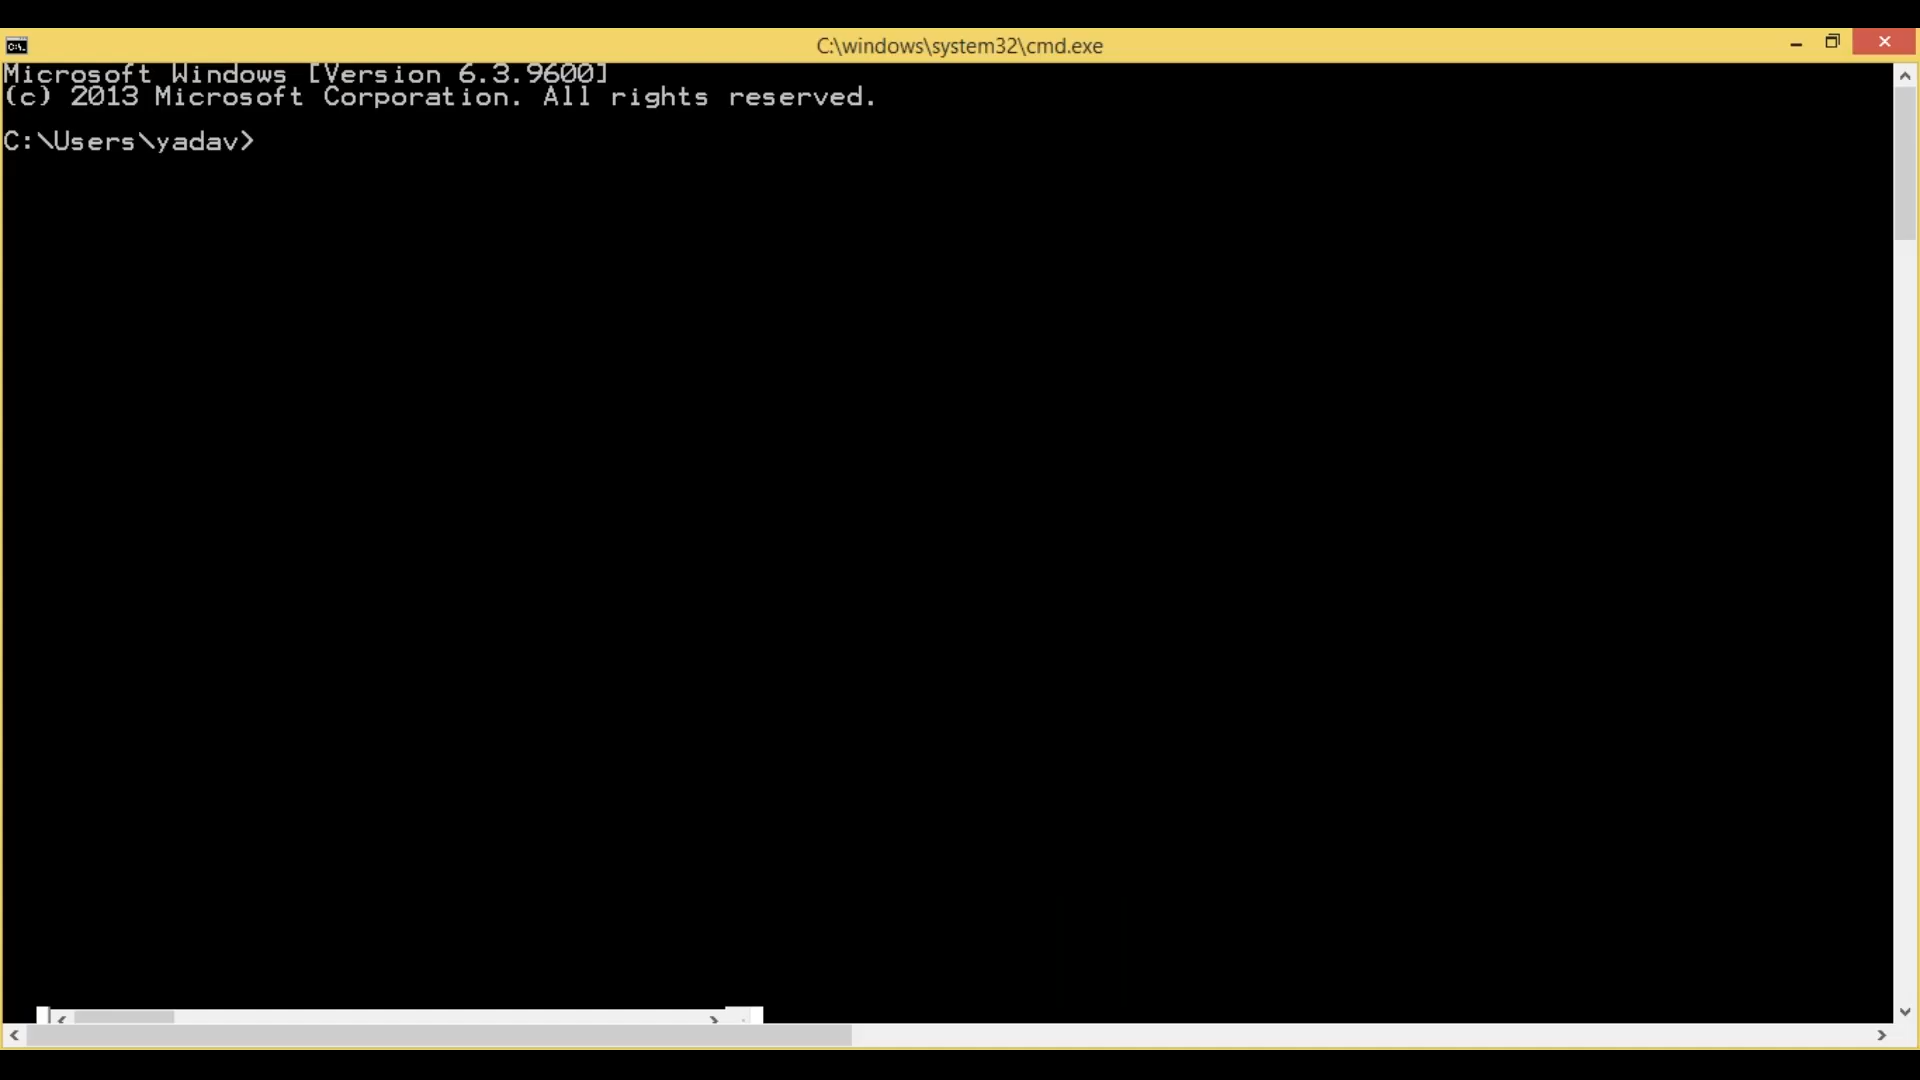 C:\windows\system32\cmd.exe
Microsoft Windows [Version 6.3.9600]
(c) 2013 Microsoft Corporation. All rights reserved.
C:\Users\yadav>